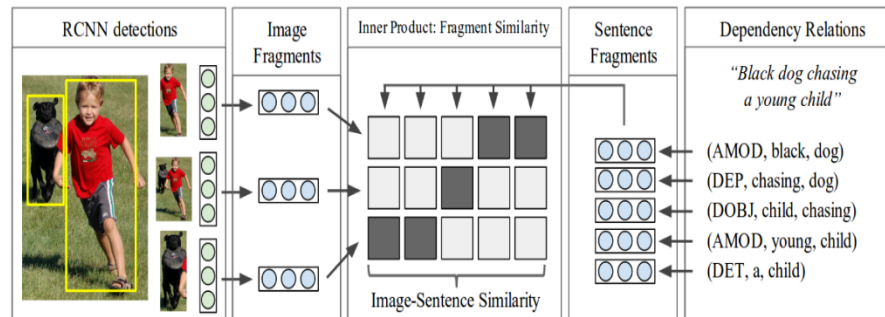 RCNN detections
Image
Fragments
Inner Product: Fragment Similarity
Image-Sentence Similarity
Sentence
Fragments
Dependency Relations
“Black dog chasing
a young child”
(AMOD, black, dog)
(DEP, chasing, dog)
(DOBJ, child, chasing)
(AMOD, young, child)
(DET, a, child)